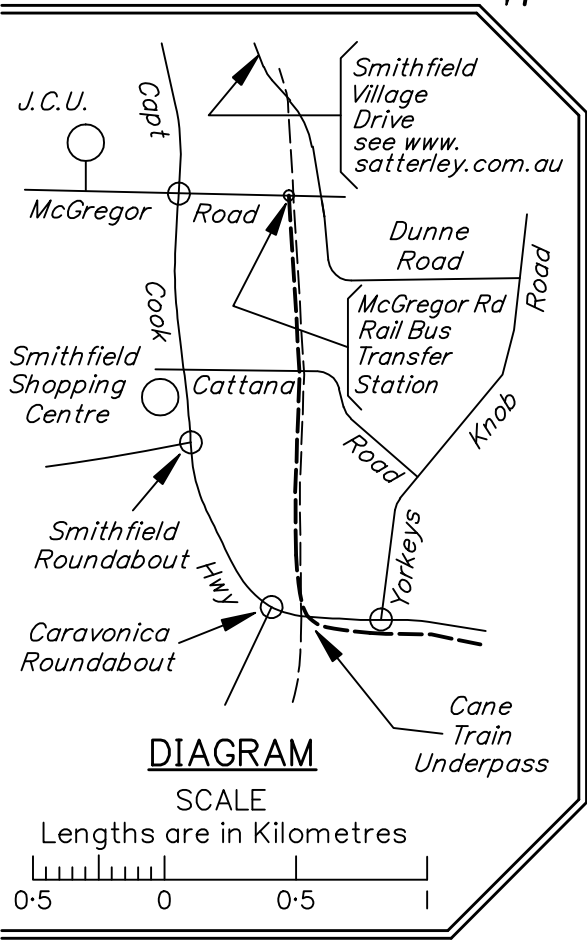 Capt
J.C.U.
Smithfield
Village
Drive
see www.
satterley.com.au
McGregor Road
Dunne
Road
Road
Cook
McGregor Rd
Rail Bus
Transfer
Station
Smithfield
Shopping
Centre
Cattana
Road
Knob
Smithfield
Roundabout
Hwy
Yorkeys
Caravonica
Roundabout
Cane
Train
Underpass
DIAGRAM
SCALE
Lengths are in Kilometres
0·5 0 0·5 1